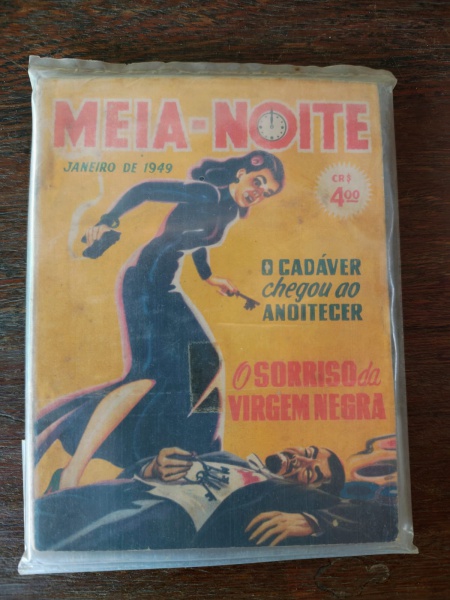 MEIA-NOITE
JANEIRO DE 1949
CR$
4,00
O CADÁVER
chegou ao
ANOITECER
O SORRISO da
VIRGEM NEGRA